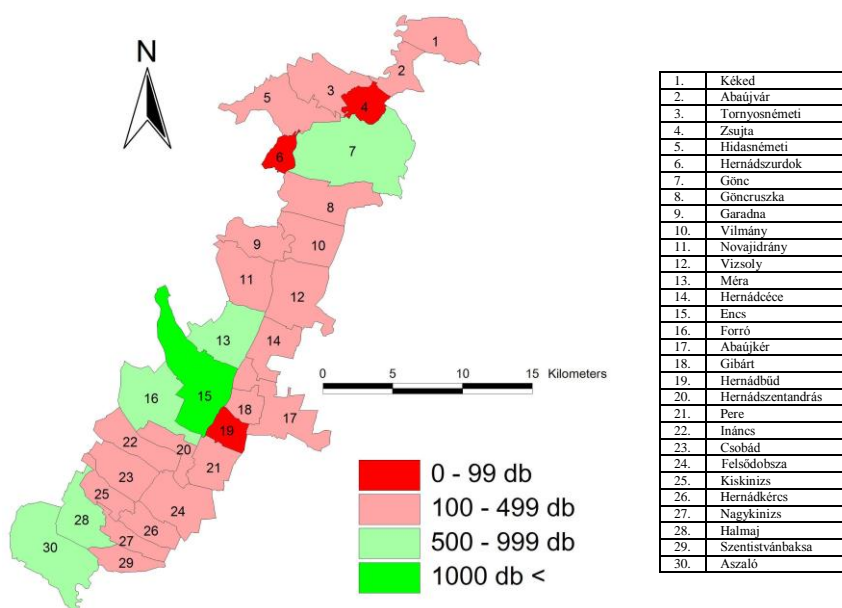 N
1
2
3
4
5
6
7
8
9
10
11
12
13
14
15
16
17
18
19
20
21
22
23
24
25
26
27
28
29
30
0 5 10 15 Kilometers
0 - 99 db
100 - 499 db
500 - 999 db
1000 db <
1. Kéked
2. Abaújvár
3. Tornyosnémeti
4. Zsujta
5. Hidasnémeti
6. Hernádszurdok
7. Gönc
8. Göncruszka
9. Garadna
10. Vilmány
11. Novajidrány
12. Vizsoly
13. Méra
14. Hernádcéce
15. Encs
16. Forró
17. Abaújkér
18. Gibárt
19. Hernádbűd
20. Hernádszentandrás
21. Pere
22. Ináncs
23. Csobád
24. Felsődobsza
25. Kiskinizs
26. Hernádkércs
27. Nagykinizs
28. Halmaj
29. Szentistvánbaksa
30. Aszaló